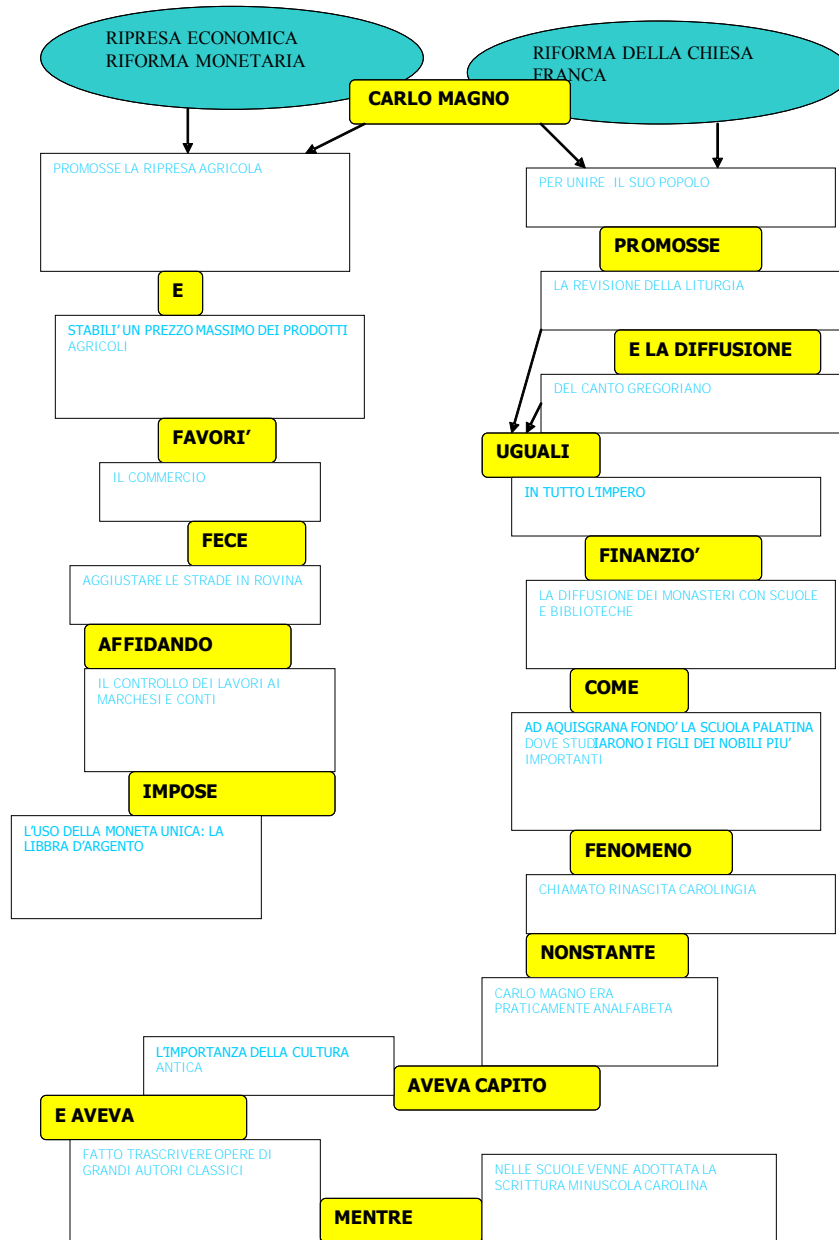 RIPRESA ECONOMICA
RIFORMA MONETARIA
RIFORMA DELLA CHIESA
FRANCA
CARLO MAGNO
PROMOSSE LA RIPRESA AGRICOLA
E
STABILI' UN PREZZO MASSIMO DEI PRODOTTI
AGRICOLI
FAVORI'
IL COMMERCIO
FECE
AGGIUSTARE LE STRADE IN ROVINA
AFFIDANDO
IL CONTROLLO DEI LAVORI AI
MARCHESI E CONTI
IMPOSE
L'USO DELLA MONETA UNICA: LA
LIBBRA D'ARGENTO
PER UNIRE IL SUO POPOLO
PROMOSSE
LA REVISIONE DELLA LITURGIA
E LA DIFFUSIONE
DEL CANTO GREGORIANO
UGUALI
IN TUTTO L'IMPERO
FINANZIO'
LA DIFFUSIONE DEI MONASTERI CON SCUOLE
E BIBLIOTECHE
COME
AD AQUISGRANA FONDO' LA SCUOLA PALATINA
DOVE STUDIARONO I FIGLI DEI NOBILI PIU'
IMPORTANTI
FENOMENO
CHIAMATO RINASCITA CAROLINGIA
NONSTANTE
CARLO MAGNO ERA
PRATICAMENTE ANALFABETA
AVEVA CAPITO
L'IMPORTANZA DELLA CULTURA
ANTICA
E AVEVA
FATTO TRASCRIVERE OPERE DI
GRANDI AUTORI CLASSICI
MENTRE
NELLE SCUOLE VENNE ADOTTATA LA
SCRITTURA MINUSCOLA CAROLINA